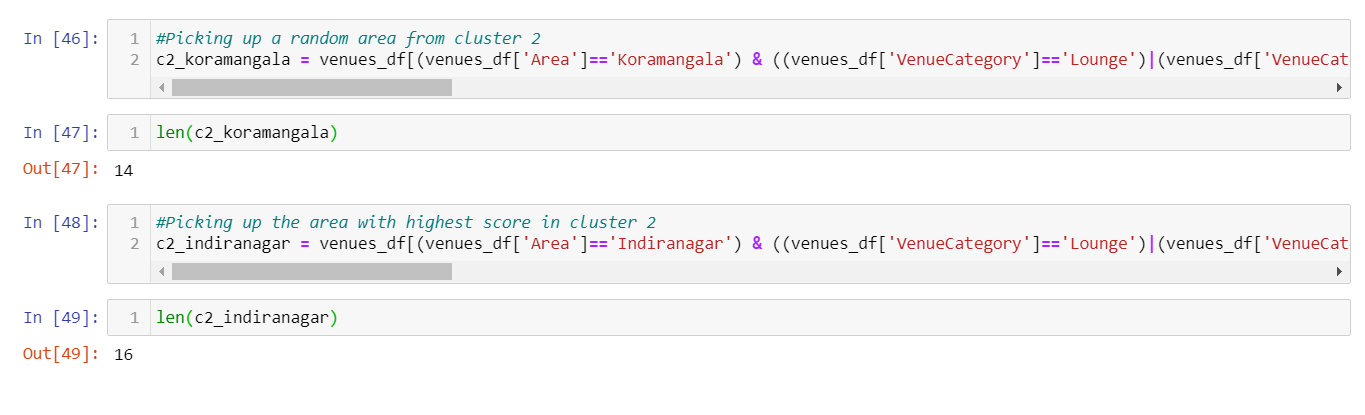 In [46]: 1 #Picking up a random area from cluster 2
2 c2_koramangala = venues_df[(venues_df['Area']=='Koramangala') & ((venues_df['VenueCategory']=='Lounge')|(venues_df['VenueCat
In [47]: 1 len(c2_koramangala)
Out[47]: 14
In [48]: 1 #Picking up the area with highest score in cluster 2
2 c2_indiranagar = venues_df[(venues_df['Area']=='Indiranagar') & ((venues_df['VenueCategory']=='Lounge')|(venues_df['VenueCat
In [49]: 1 len(c2_indiranagar)
Out[49]: 16